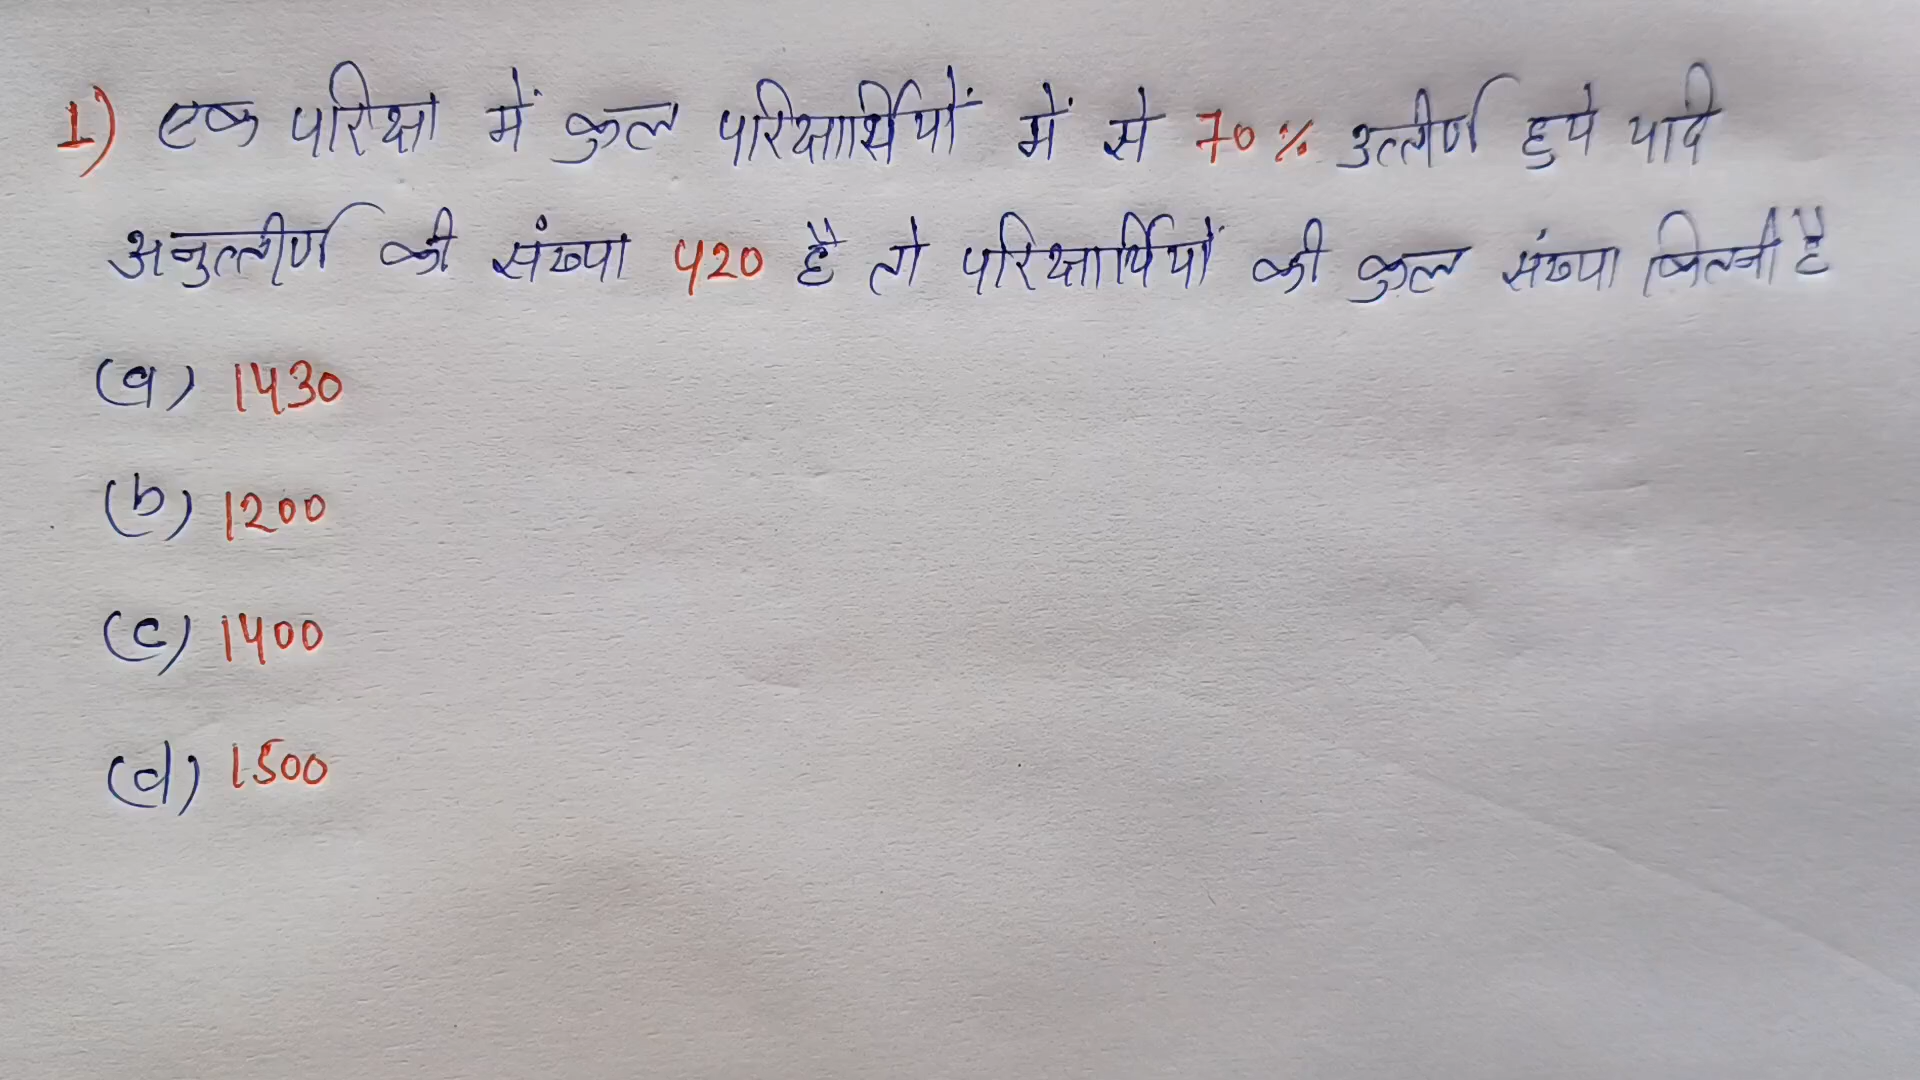 1) एक परिक्षा में कुल परिक्षार्थियों में से 70% उत्तीर्ण हुये यदि
अनुत्तीर्ण की संख्या 420 है तो परिक्षार्थियों की कुल संख्या कितनी है
(a) 1430
(b) 1200
(c) 1400
(d) 1500